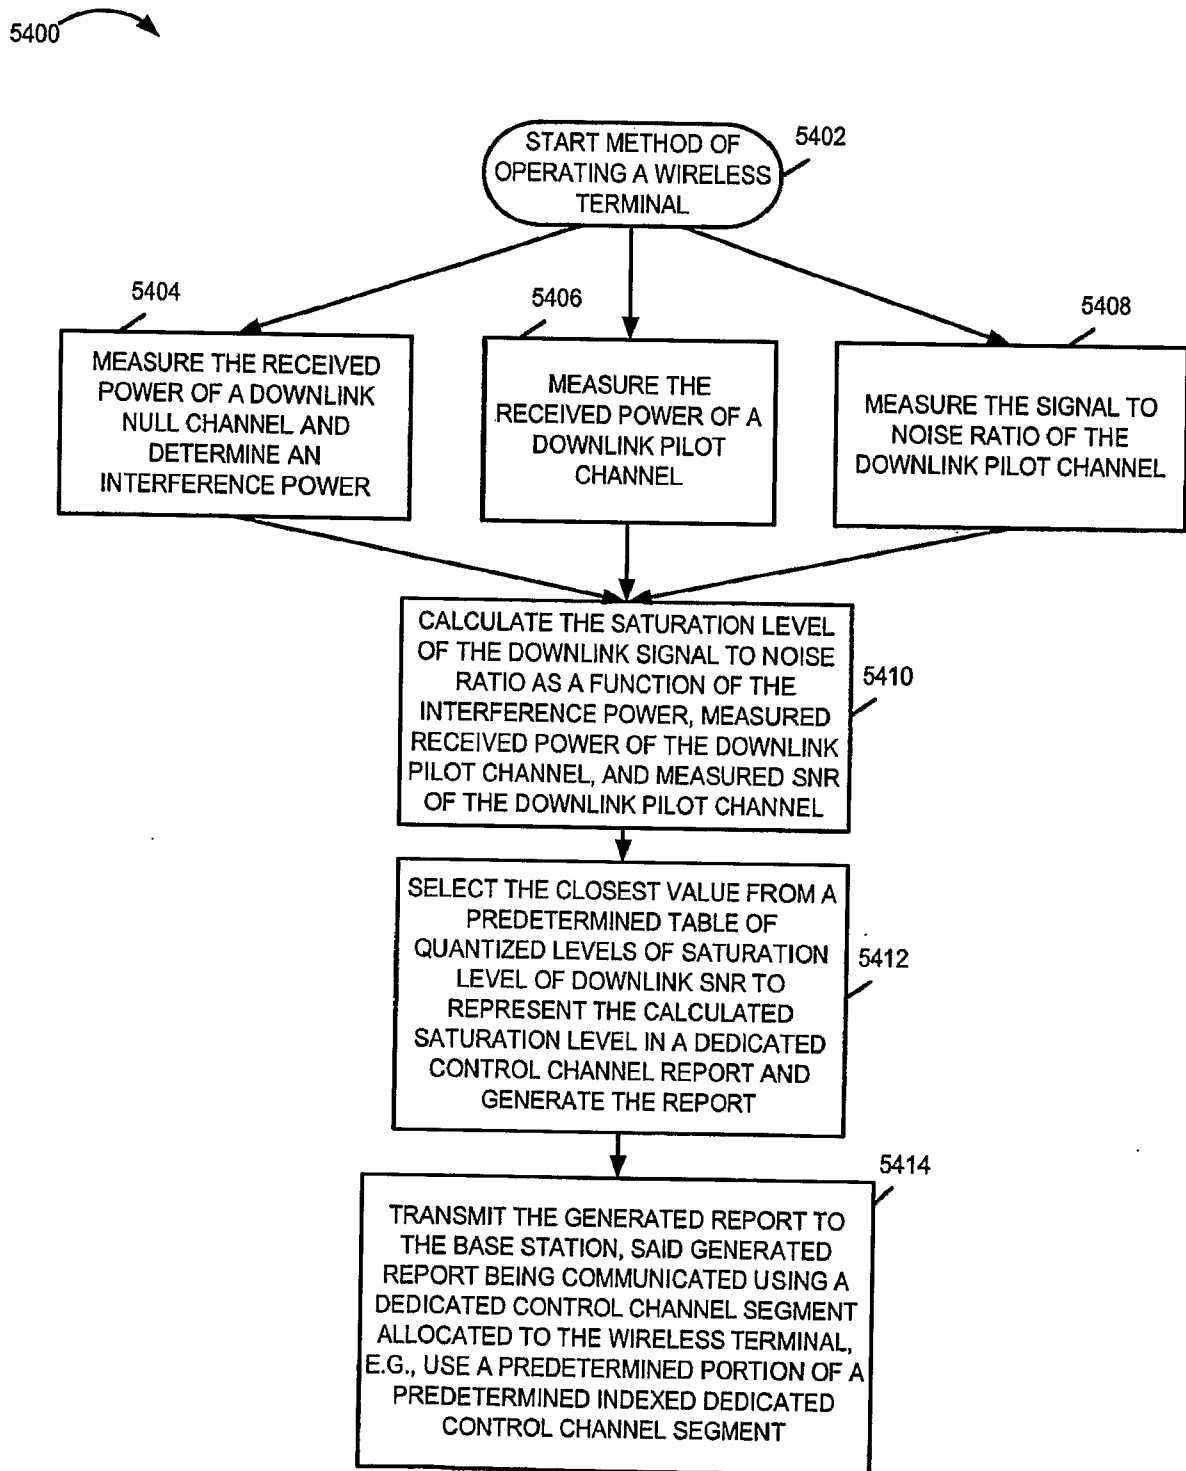 5400
START METHOD OF
OPERATING A WIRELESS
TERMINAL
5402
5404
MEASURE THE RECEIVED
POWER OF A DOWNLINK
NULL CHANNEL AND
DETERMINE AN
INTERFERENCE POWER
5406
MEASURE THE
RECEIVED POWER OF A
DOWNLINK PILOT
CHANNEL
5408
MEASURE THE SIGNAL TO
NOISE RATIO OF THE
DOWNLINK PILOT CHANNEL
CALCULATE THE SATURATION LEVEL
OF THE DOWNLINK SIGNAL TO NOISE
RATIO AS A FUNCTION OF THE
INTERFERENCE POWER, MEASURED
RECEIVED POWER OF THE DOWNLINK
PILOT CHANNEL, AND MEASURED SNR
OF THE DOWNLINK PILOT CHANNEL
5410
SELECT THE CLOSEST VALUE FROM A
PREDETERMINED TABLE OF
QUANTIZED LEVELS OF SATURATION
LEVEL OF DOWNLINK SNR TO
REPRESENT THE CALCULATED
SATURATION LEVEL IN A DEDICATED
CONTROL CHANNEL REPORT AND
GENERATE THE REPORT
5412
5414
TRANSMIT THE GENERATED REPORT TO
THE BASE STATION, SAID GENERATED
REPORT BEING COMMUNICATED USING A
DEDICATED CONTROL CHANNEL SEGMENT
ALLOCATED TO THE WIRELESS TERMINAL,
E.G., USE A PREDETERMINED PORTION OF A
PREDETERMINED INDEXED DEDICATED
CONTROL CHANNEL SEGMENT